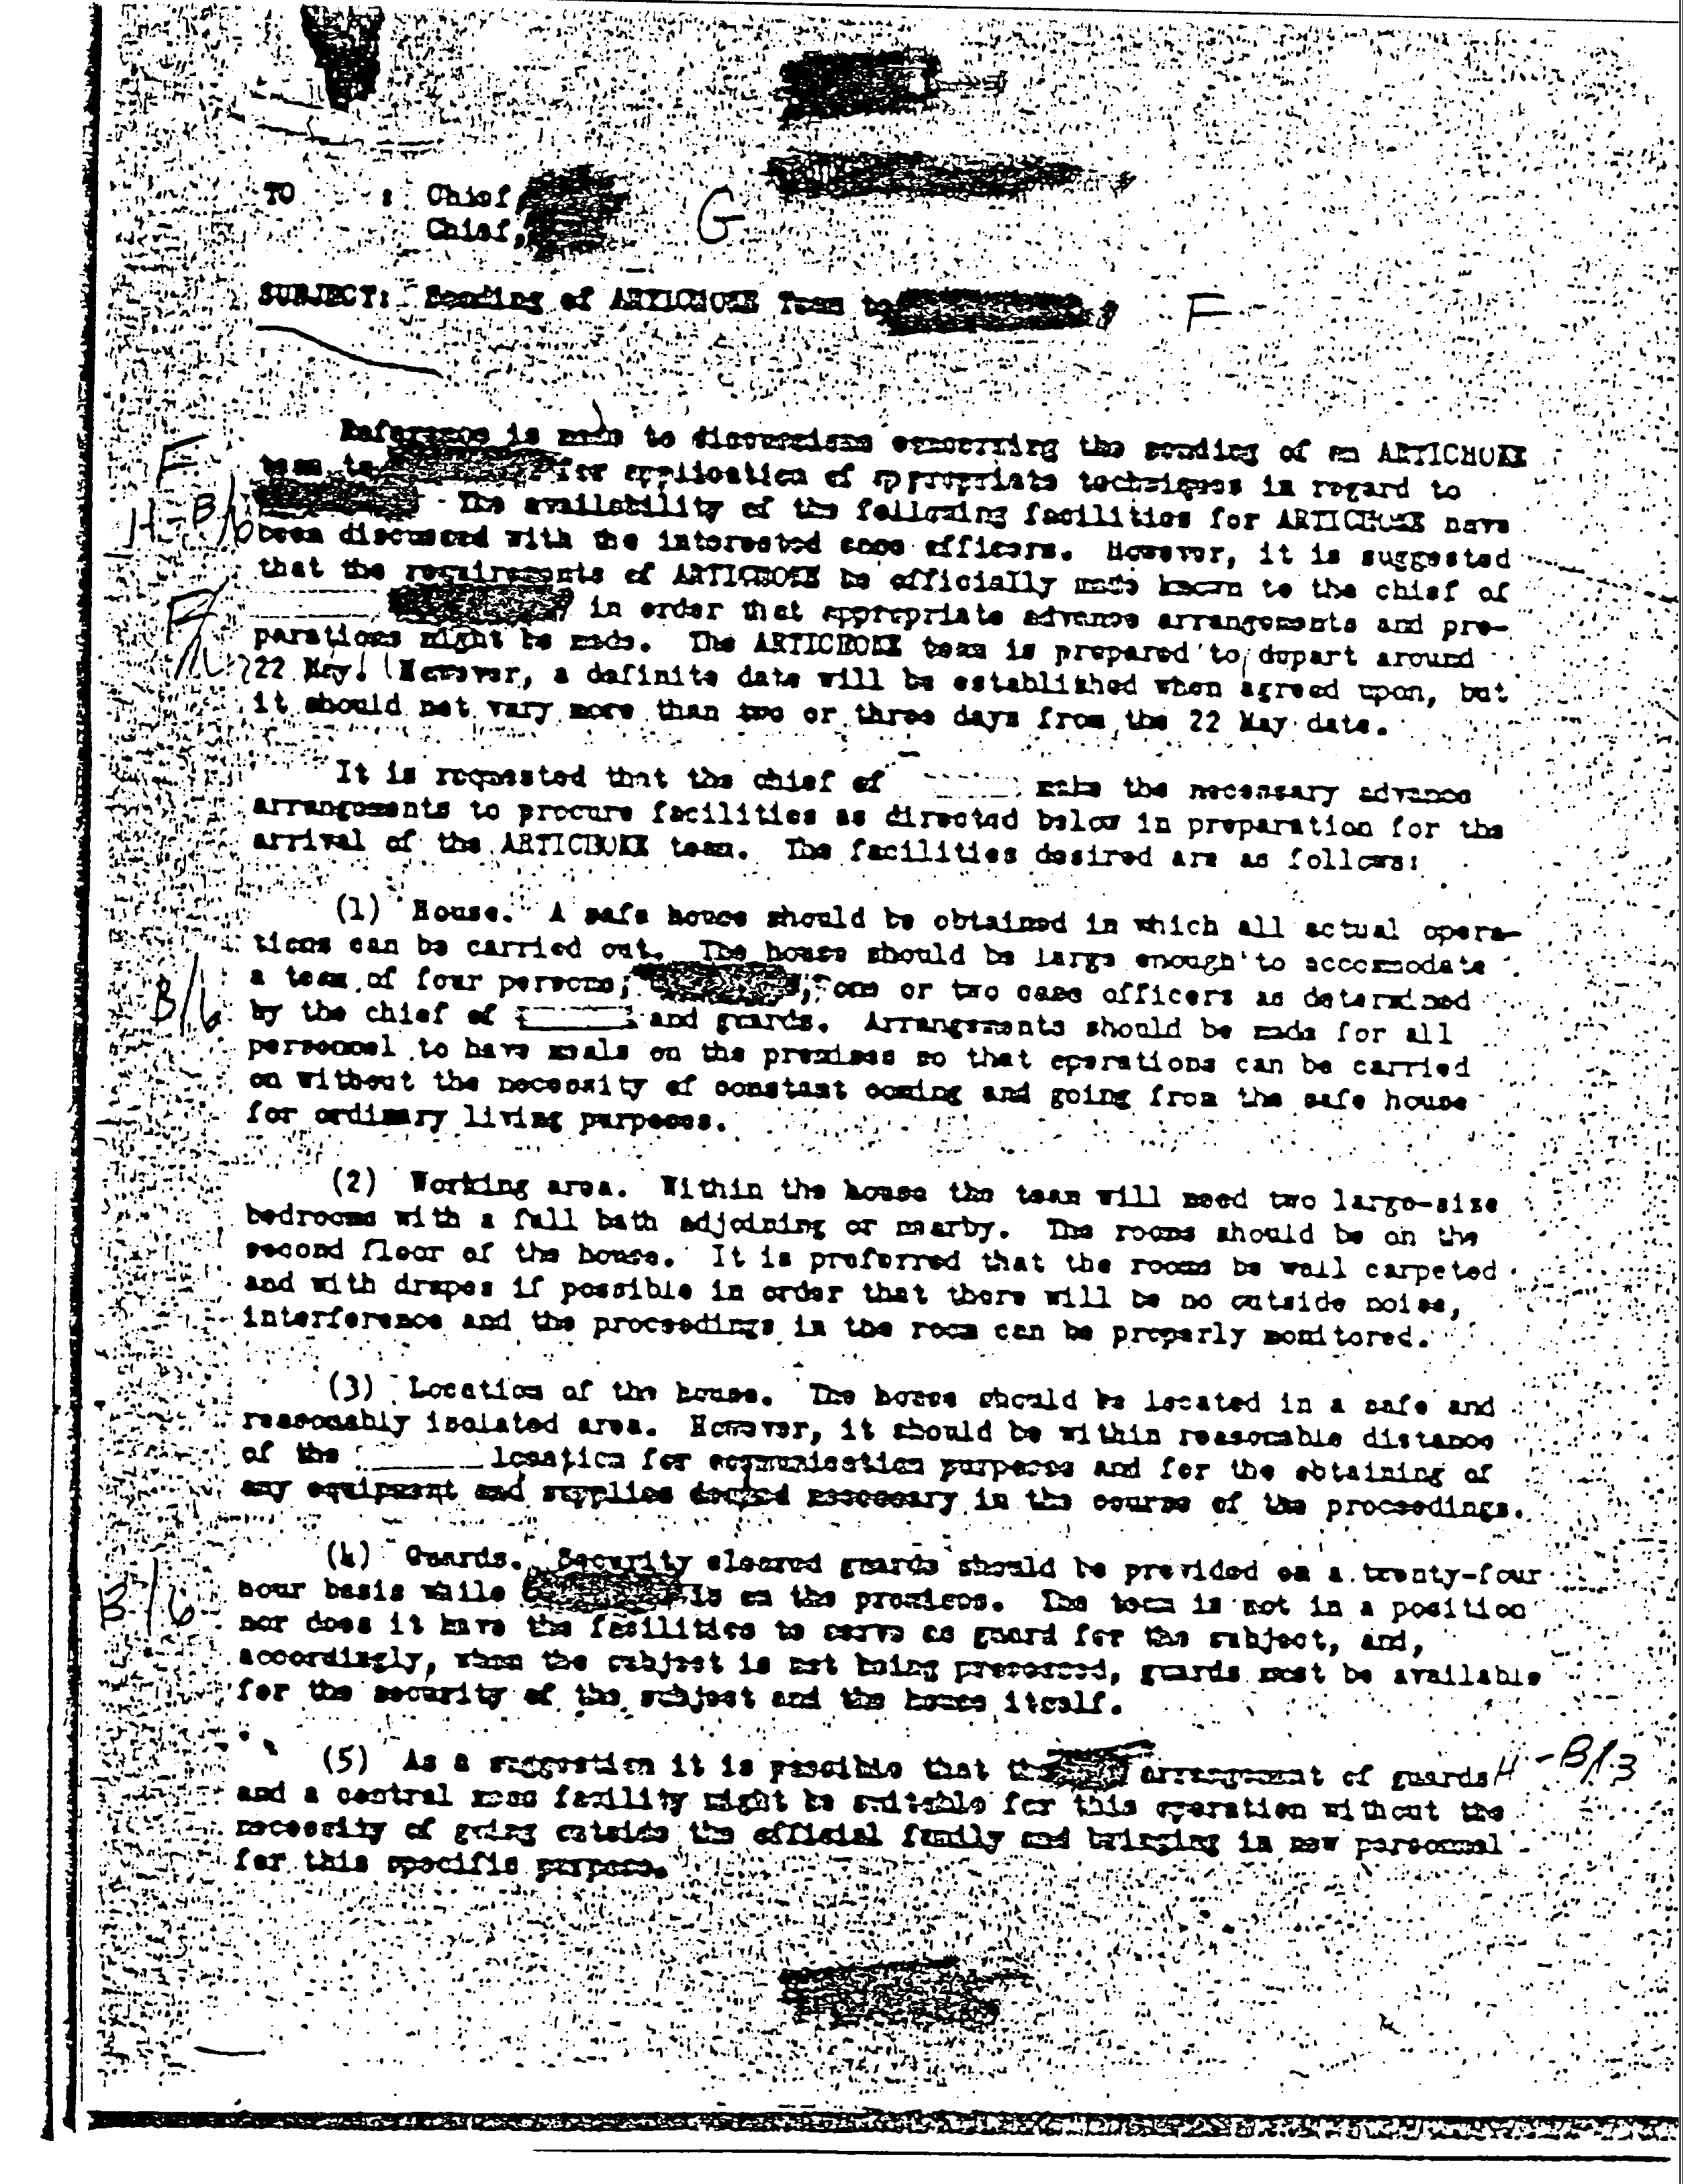 TO : Chief
Chief,
G
SUBJECT: Sending of ARTICHOKE Team to
F
Reference is made to discussions concerning the sending of an ARTICHOKE
F
team to for application of appropriate techniques in regard to
H-B/6
The availability of the following facilities for ARTICHOKE have
been discussed with the interested case officers. However, it is suggested
that the requirements of ARTICHOKE be officially made known to the chief of
F/
in order that appropriate advance arrangements and pre-
parations might be made. The ARTICHOKE team is prepared to depart around
22 May. However, a definite date will be established when agreed upon, but
it should not vary more than two or three days from the 22 May date.
It is requested that the chief of make the necessary advance
arrangements to procure facilities as directed below in preparation for the
arrival of the ARTICHOKE team. The facilities desired are as follows:
(1) House. A safe house should be obtained in which all actual opera-
tions can be carried out. The house should be large enough to accommodate
B/6
a team of four persons, , one or two case officers as determined
by the chief of and guards. Arrangements should be made for all
personnel to have meals on the premises so that operations can be carried
on without the necessity of constant coming and going from the safe house
for ordinary living purposes.
(2) Working area. Within the house the team will need two large-size
bedrooms with a full bath adjoining or nearby. The rooms should be on the
second floor of the house. It is preferred that the rooms be well carpeted
and with drapes if possible in order that there will be no outside noise,
interference and the proceedings in the room can be properly monitored.
(3) Location of the house. The house should be located in a safe and
reasonably isolated area. However, it should be within reasonable distance
of the location for communication purposes and for the obtaining of
any equipment and supplies deemed necessary in the course of the proceedings.
(4) Guards. Security cleared guards should be provided on a twenty-four
B/6
hour basis while is on the premises. The team is not in a position
nor does it have the facilities to serve as guard for the subject, and,
accordingly, when the subject is not being processed, guards must be available
for the security of the subject and the house itself.
(5) As a suggestion it is possible that the arrangement of guards
H-B/3
and a central mess facility might be suitable for this operation without the
necessity of going outside the official family and bringing in new personnel
for this specific purpose.